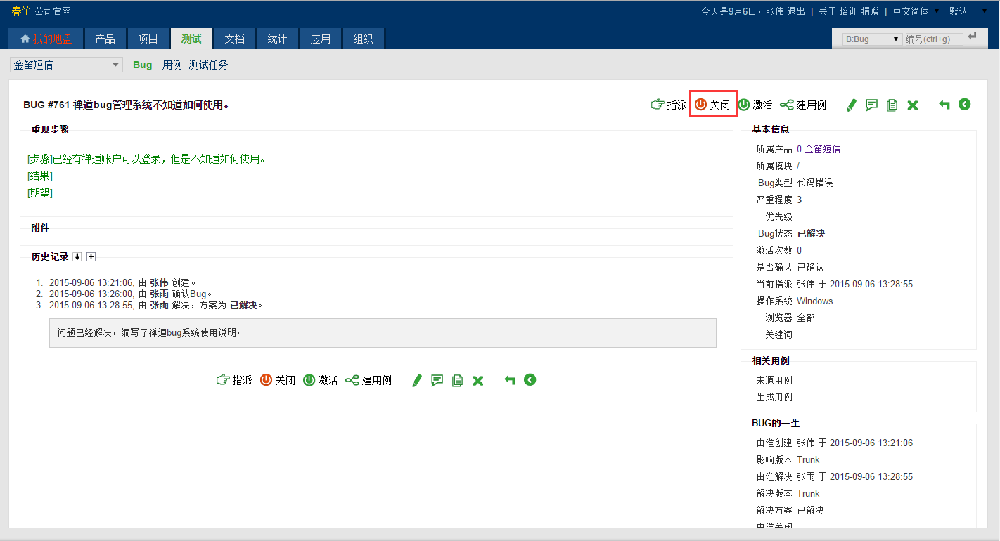 春笛 公司官网
今天是9月6日，张伟 退出 | 关于 培训 捐赠 | 中文简体 默认
我的地盘 产品 项目 测试 文档 统计 应用 组织
B:Bug 编号(ctrl+g)
金笛短信 Bug 用例 测试任务
BUG #761 禅道bug管理系统不知道如何使用。
指派 关闭 激活 建用例
重现步骤
[步骤]已经有禅道账户可以登录，但是不知道如何使用。
[结果]
[期望]
附件
历史记录
1. 2015-09-06 13:21:06, 由 张伟 创建。
2. 2015-09-06 13:26:00, 由 张雨 确认Bug。
3. 2015-09-06 13:28:55, 由 张雨 解决，方案为 已解决。
问题已经解决，编写了禅道bug系统使用说明。
指派 关闭 激活 建用例
基本信息
所属产品 0:金笛短信
所属模块 /
Bug类型 代码错误
严重程度 3
优先级
Bug状态 已解决
激活次数 0
是否确认 已确认
当前指派 张伟 于 2015-09-06 13:28:55
操作系统 Windows
浏览器 全部
关键词
相关用例
来源用例
生成用例
BUG的一生
由谁创建 张伟 于 2015-09-06 13:21:06
影响版本 Trunk
由谁解决 张雨 于 2015-09-06 13:28:55
解决版本 Trunk
解决方案 已解决
由谁关闭